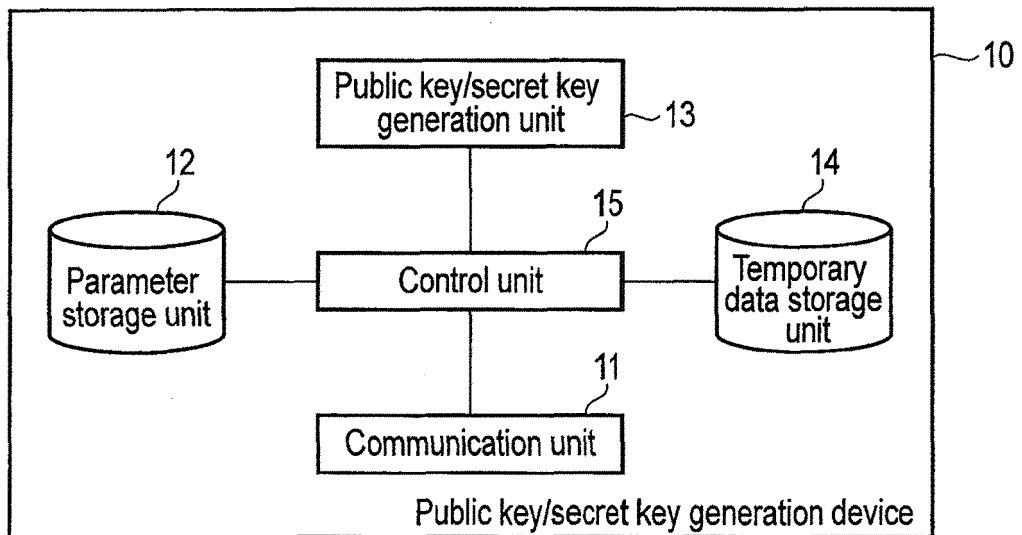 10
Public key/secret key
generation unit
13
12
14
15
Parameter
storage unit
Control unit
Temporary
data storage
unit
11
Communication unit
Public key/secret key generation device